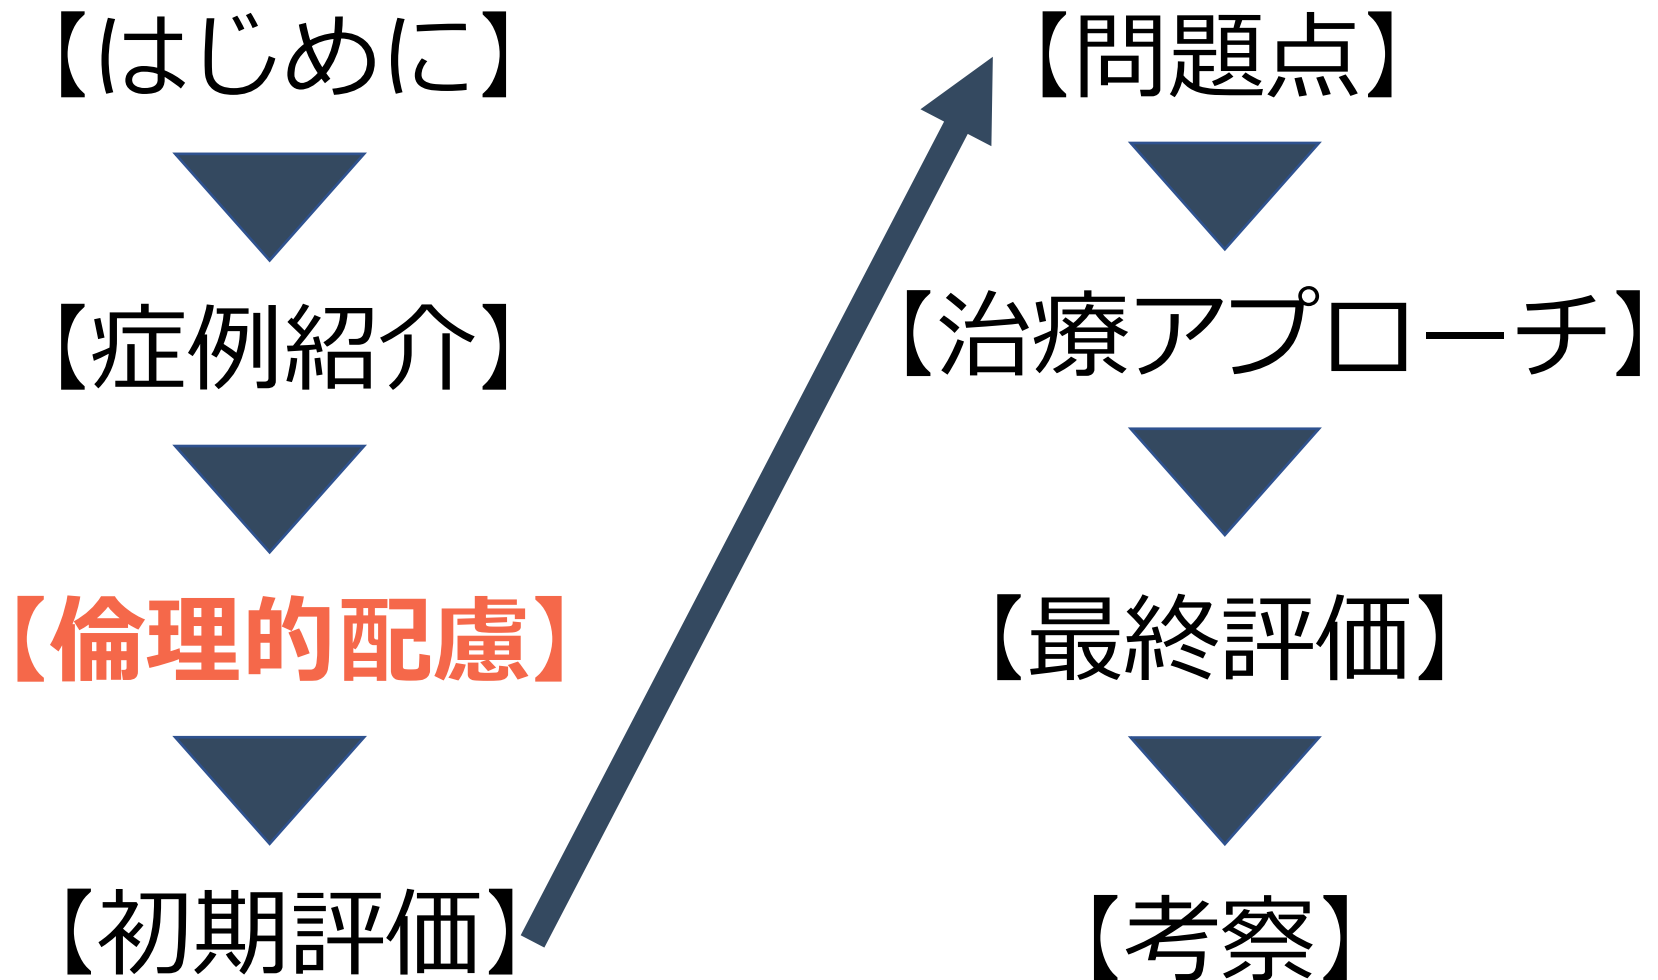 【はじめに】
【症例紹介】
【倫理的配慮】
【初期評価】
【問題点】
【治療アプローチ】
【最終評価】
【考察】